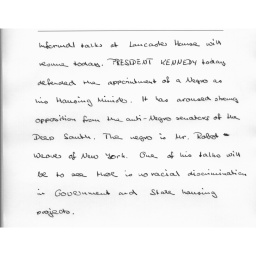 Informal talks at Lancaster House will
resume today. PRESIDENT KENNEDY today
defended the appointment of a Negro as
his Housing Minister. It has aroused strong
opposition from the anti-Negro senators of the
Deep South. The negro is Mr. Robert
Weaver of New York. One of his tasks will
be to see there is no racial discrimination
in Government and State housing
projects.